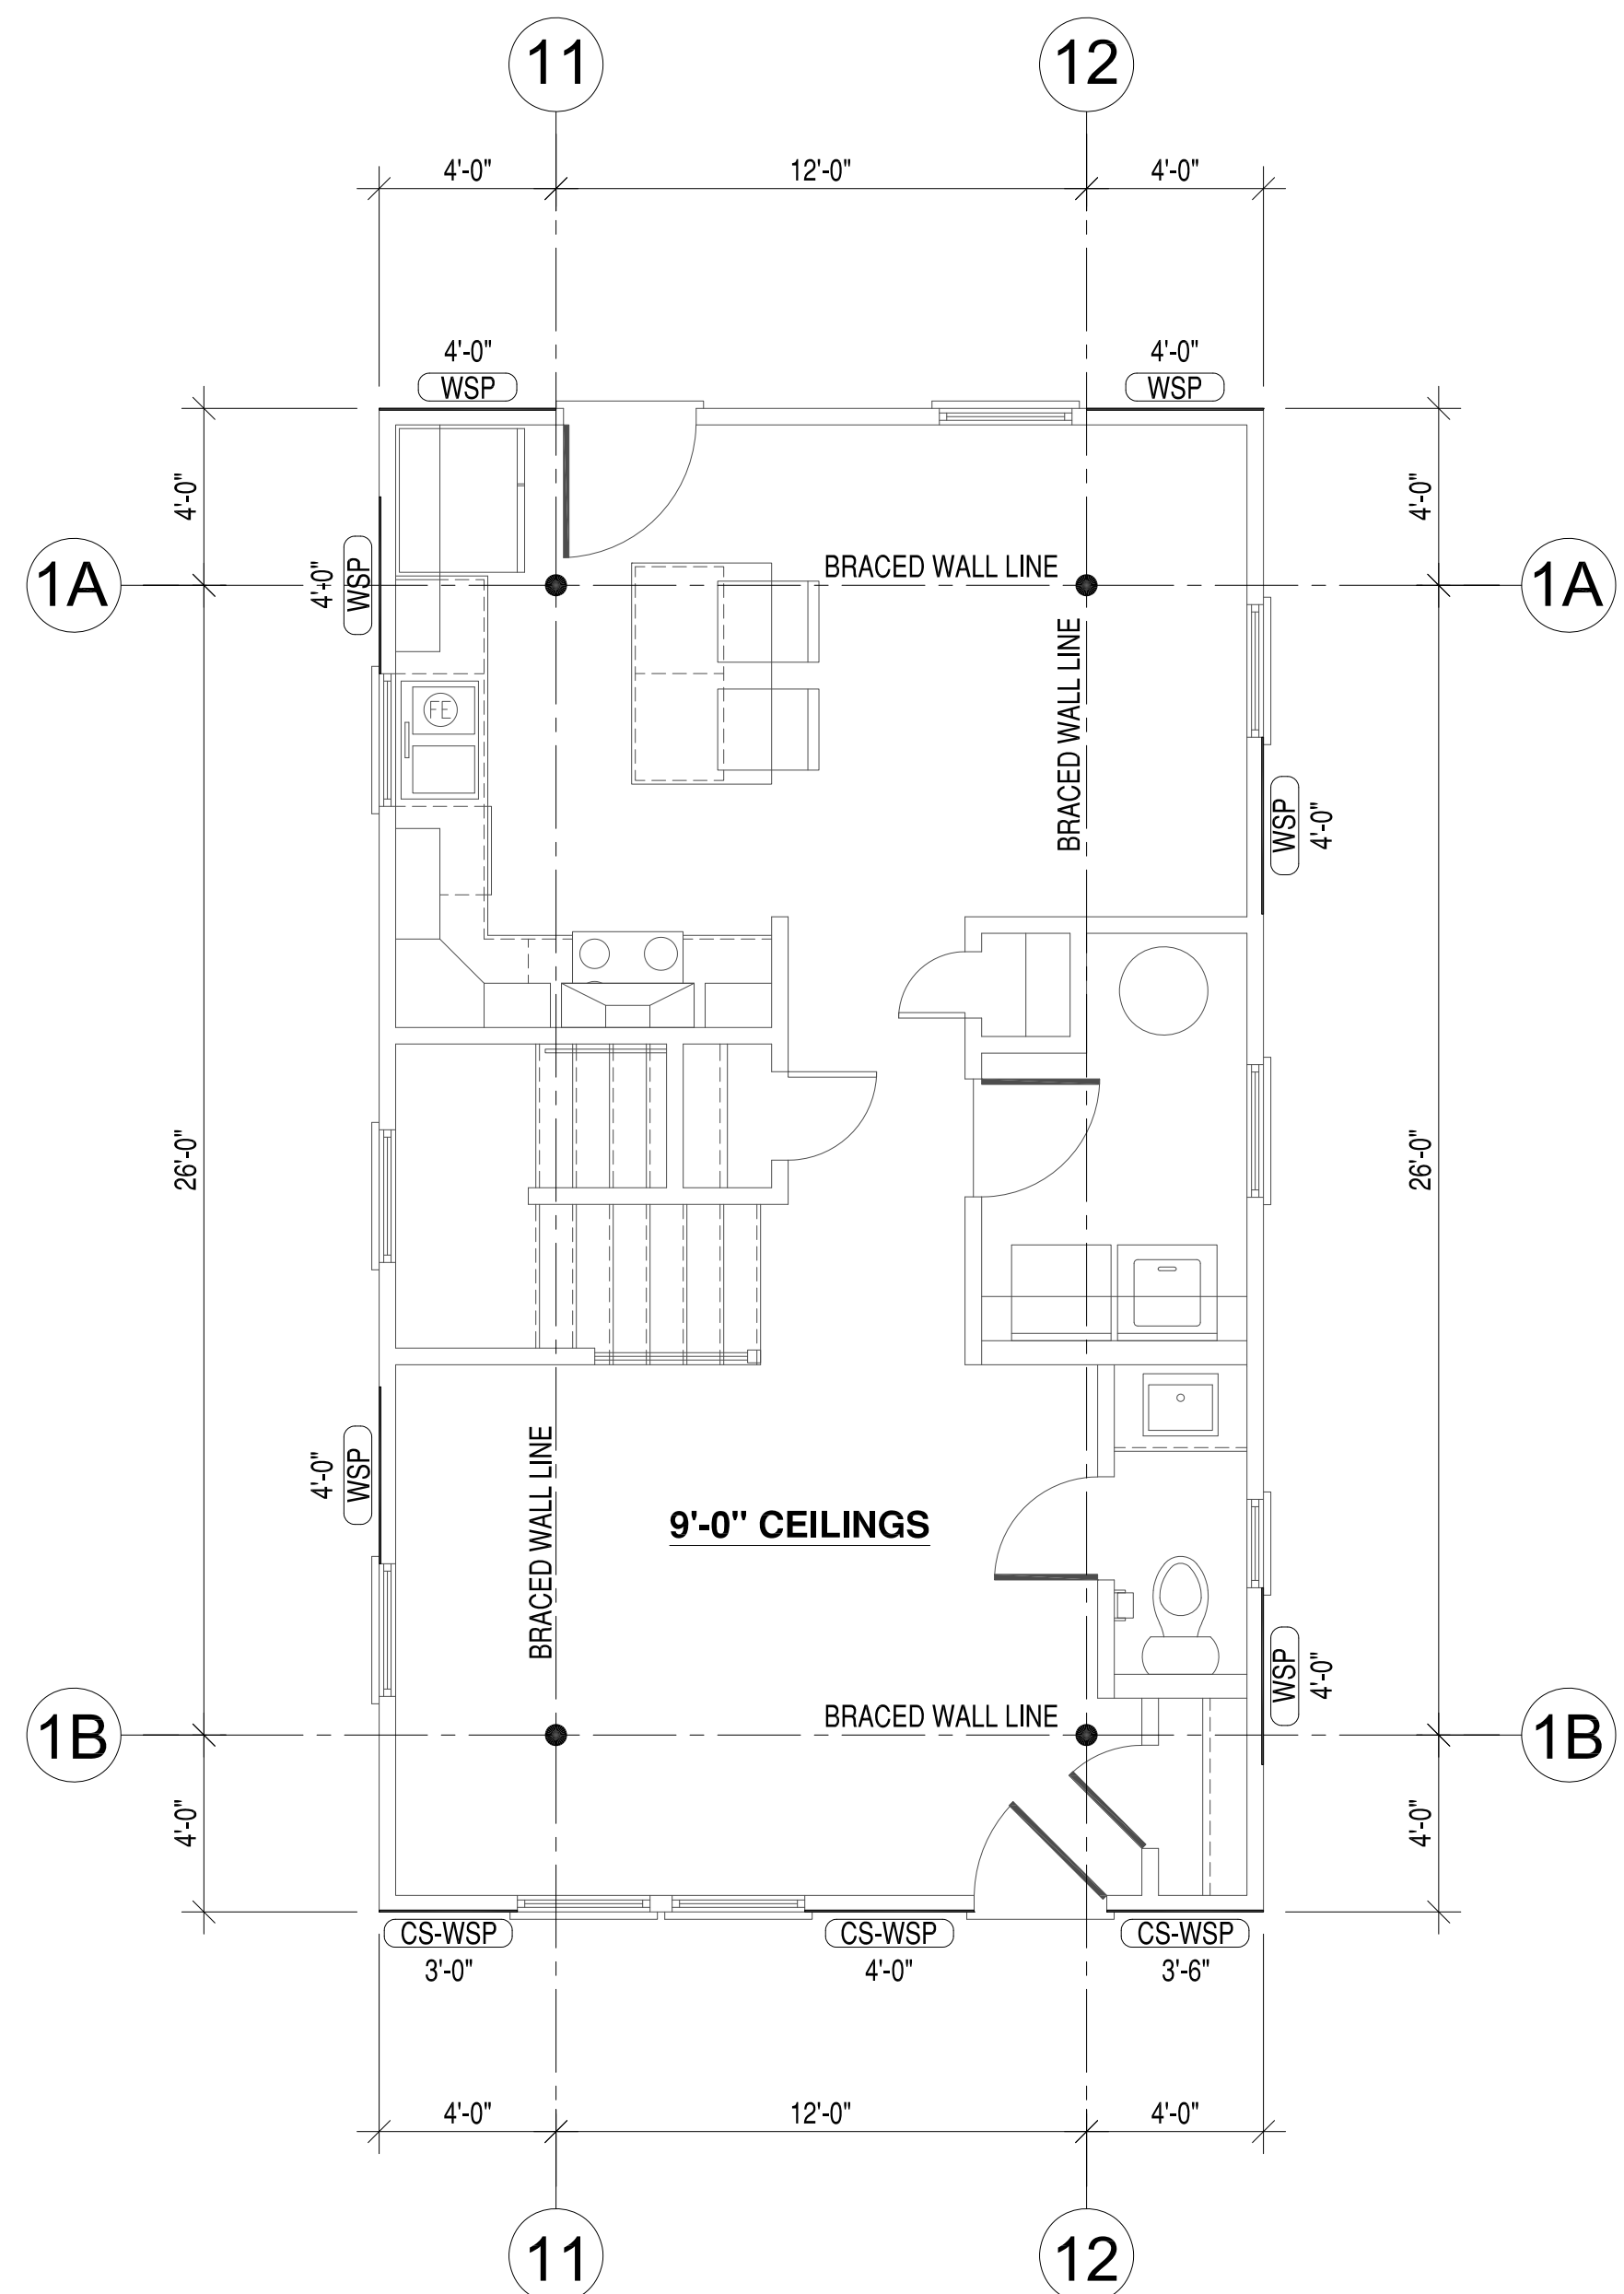 11
12
4'-0"
12'-0"
4'-0"
4'-0"
4'-0"
WSP
WSP
4'-0"
4'-0"
1A
4'-0"
WSP
BRACED WALL LINE
1A
BRACED WALL LINE
FE
WSP
4'-0"
26'-0"
26'-0"
4'-0"
WSP
BRACED WALL LINE
9'-0" CEILINGS
WSP
4'-0"
1B
BRACED WALL LINE
1B
4'-0"
4'-0"
CS-WSP
CS-WSP
CS-WSP
3'-0"
4'-0"
3'-6"
4'-0"
12'-0"
4'-0"
11
12